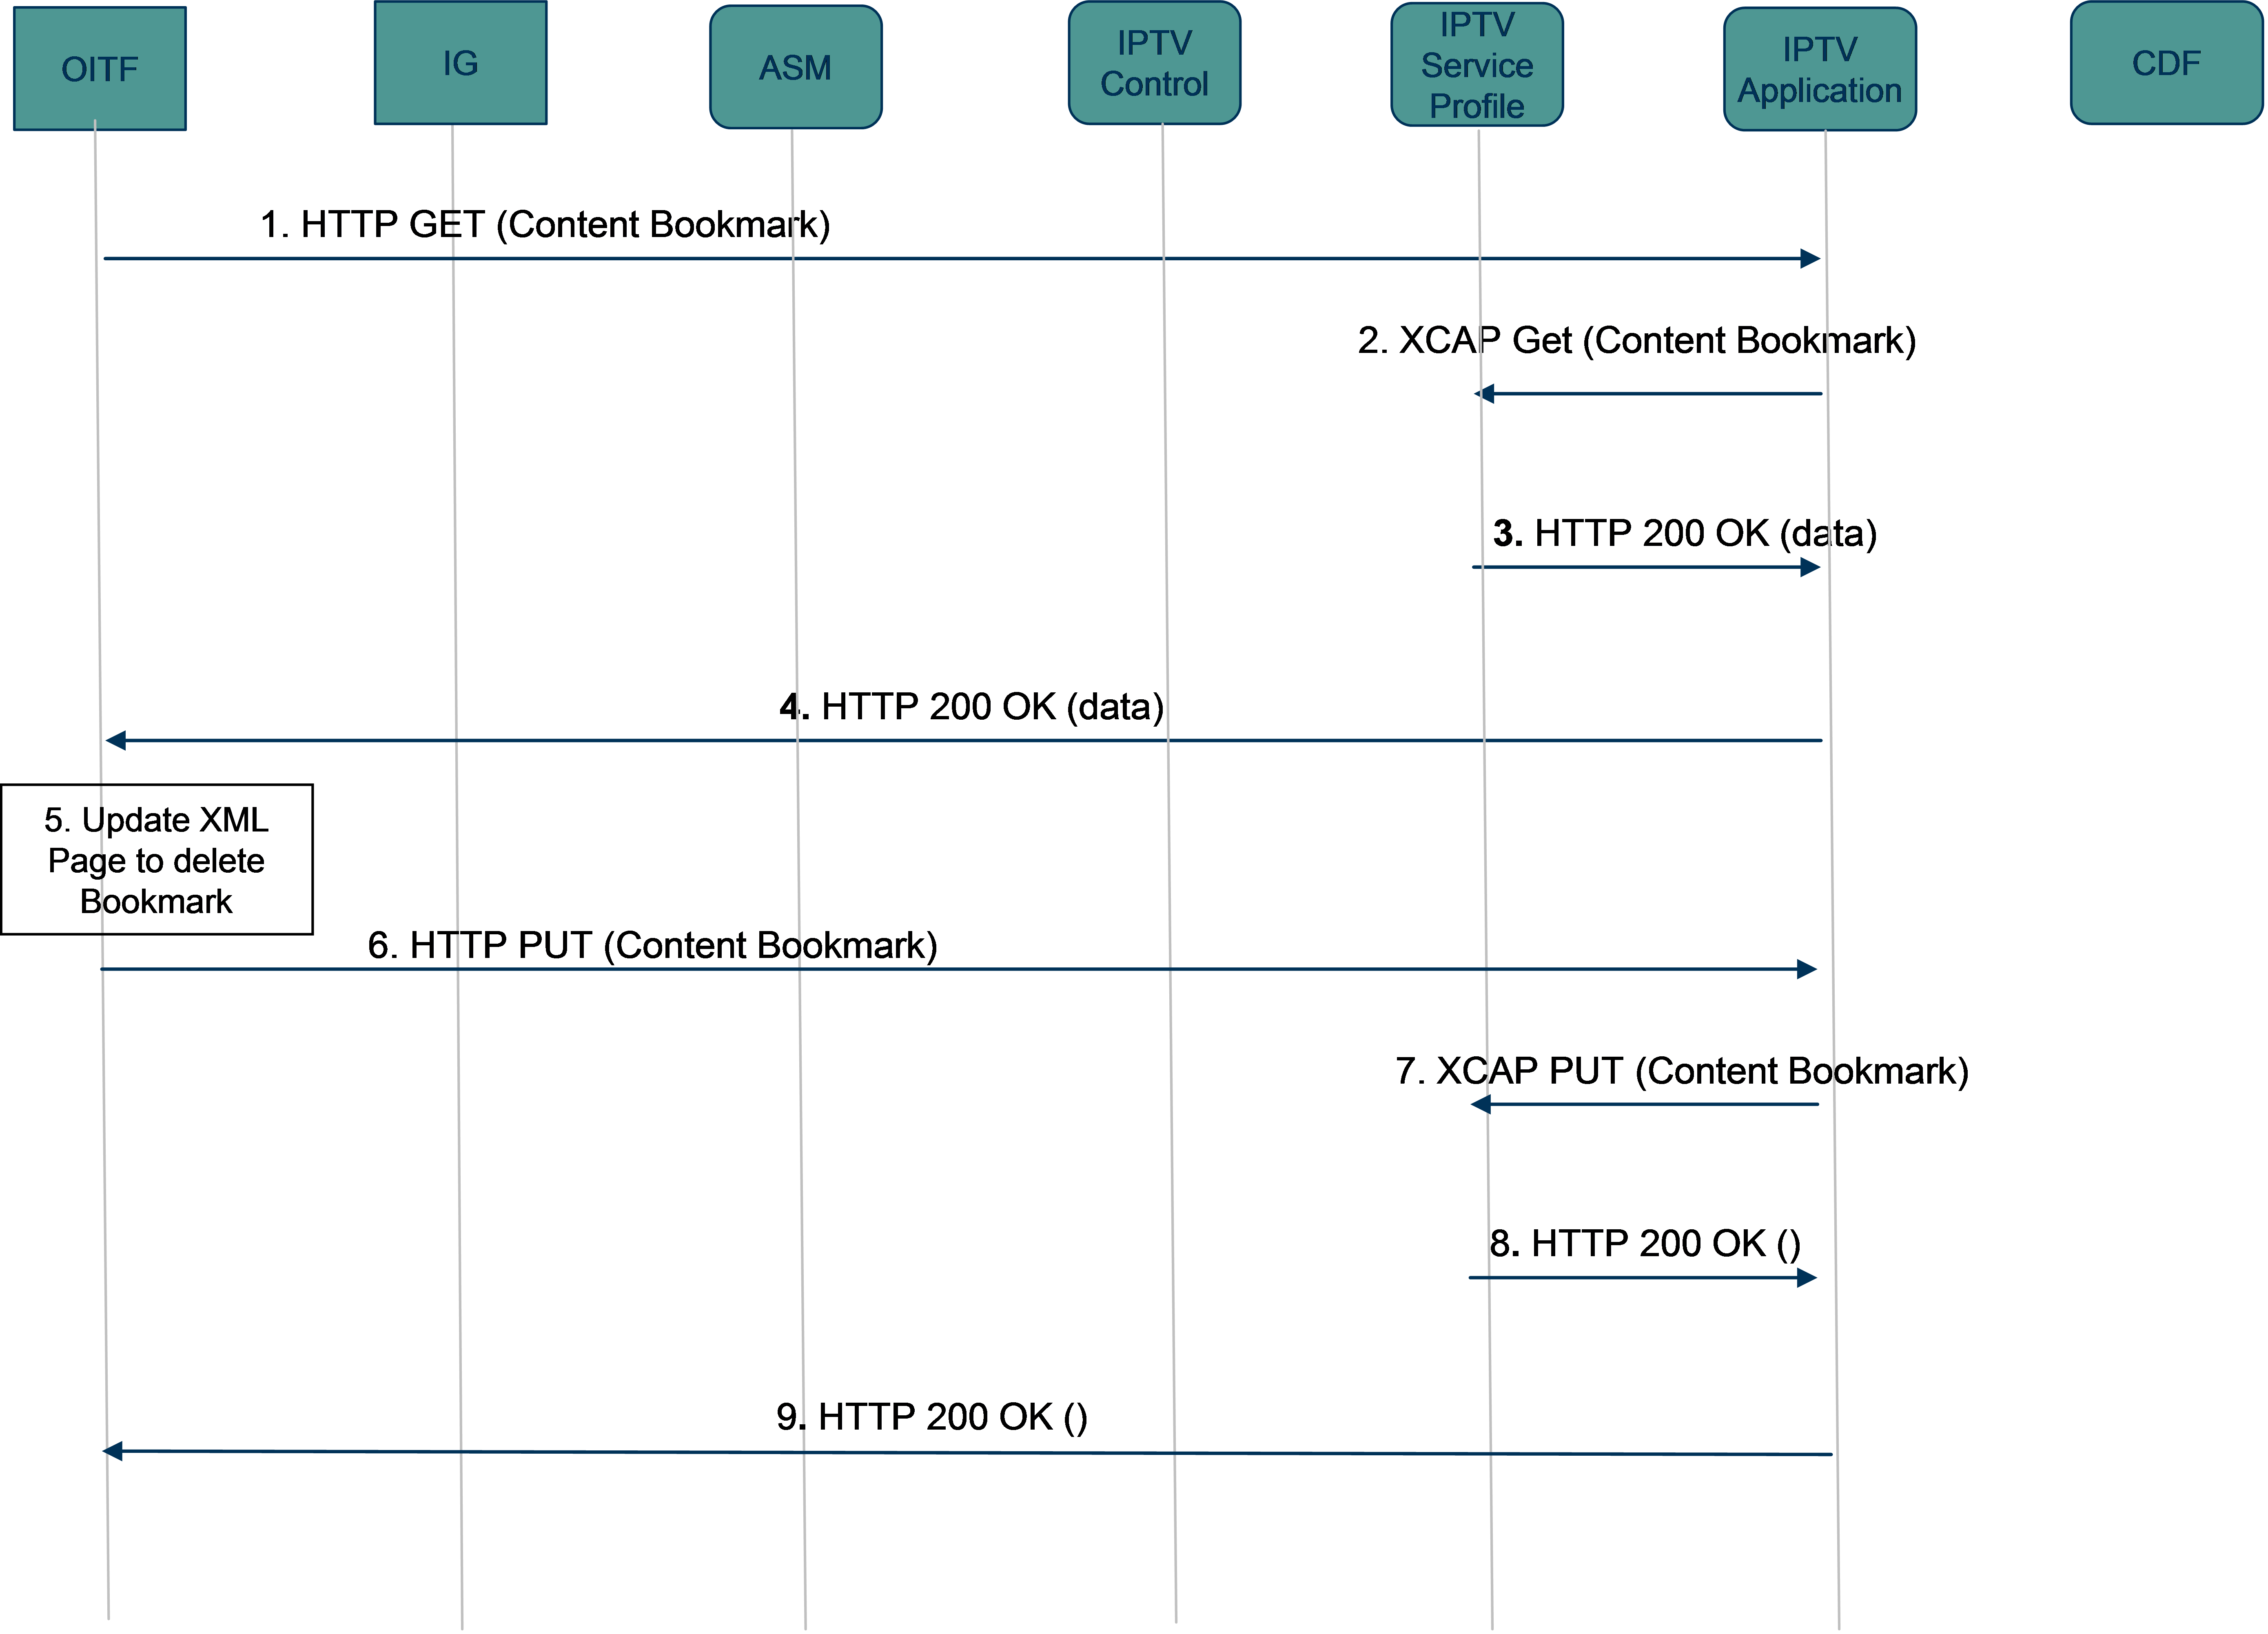 OITF
IG
ASM
IPTV
Control
IPTV
Service
Profile
IPTV
Application
CDF
1. HTTP GET (Content Bookmark)
2. XCAP Get (Content Bookmark)
3. HTTP 200 OK (data)
4. HTTP 200 OK (data)
5. Update XML
Page to delete
Bookmark
6. HTTP PUT (Content Bookmark)
7. XCAP PUT (Content Bookmark)
8. HTTP 200 OK ()
9. HTTP 200 OK ()